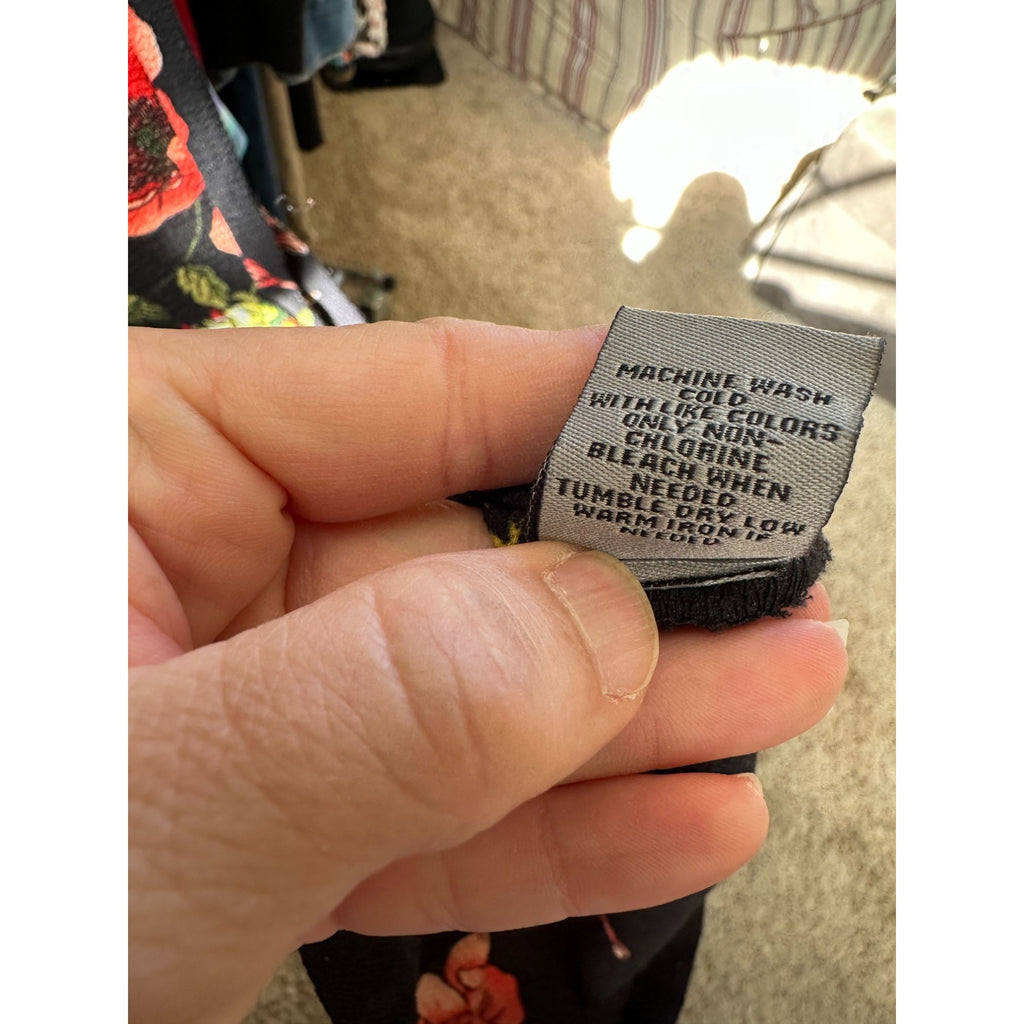 MACHINE WASH
COLD
WITH LIKE COLORS
ONLY NON-
CHLORINE
BLEACH WHEN
NEEDED
TUMBLE DRY LOW
WARM IRON IF
NEEDED